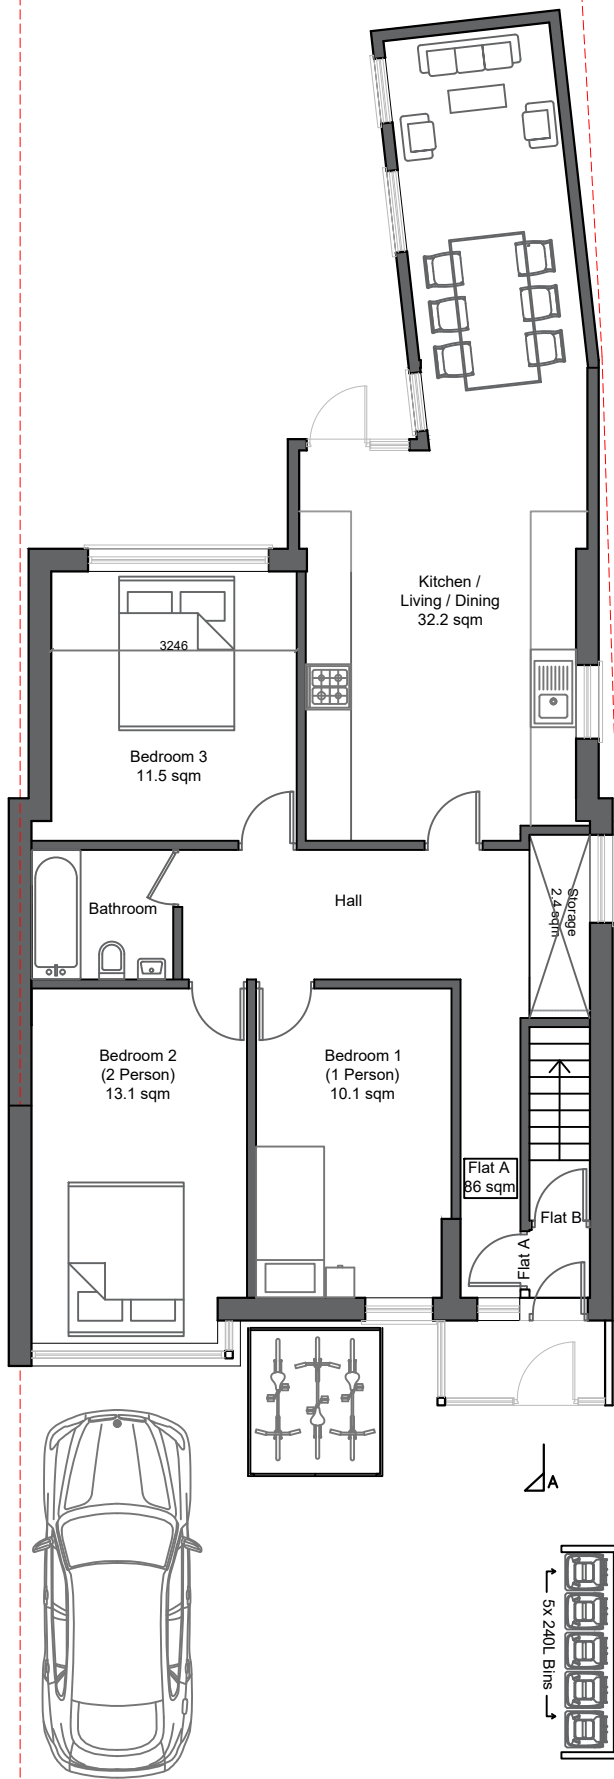 Kitchen /
Living / Dining
32.2 sqm
3246
Bedroom 3
11.5 sqm
Bathroom
Hall
Storage
2.4 sqm
Bedroom 2
(2 Person)
13.1 sqm
Bedroom 1
(1 Person)
10.1 sqm
Flat A
86 sqm
Flat B
Flat A
A
5x 240L Bins